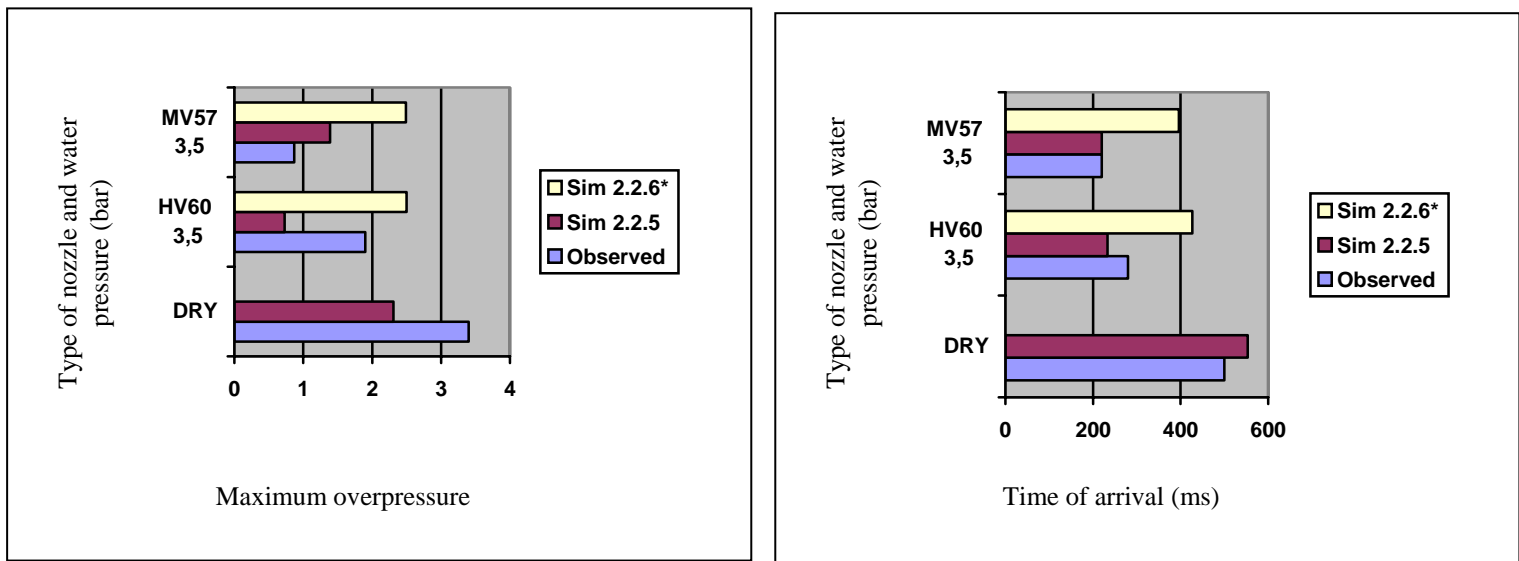 Type of nozzle and water
pressure (bar)
MV57
3,5
HV60
3,5
DRY
0 1 2 3 4
Sim 2.2.6*
Sim 2.2.5
Observed
Maximum overpressure
Type of nozzle and water
pressure (bar)
MV57
3,5
HV60
3,5
DRY
0 200 400 600
Sim 2.2.6*
Sim 2.2.5
Observed
Time of arrival (ms)